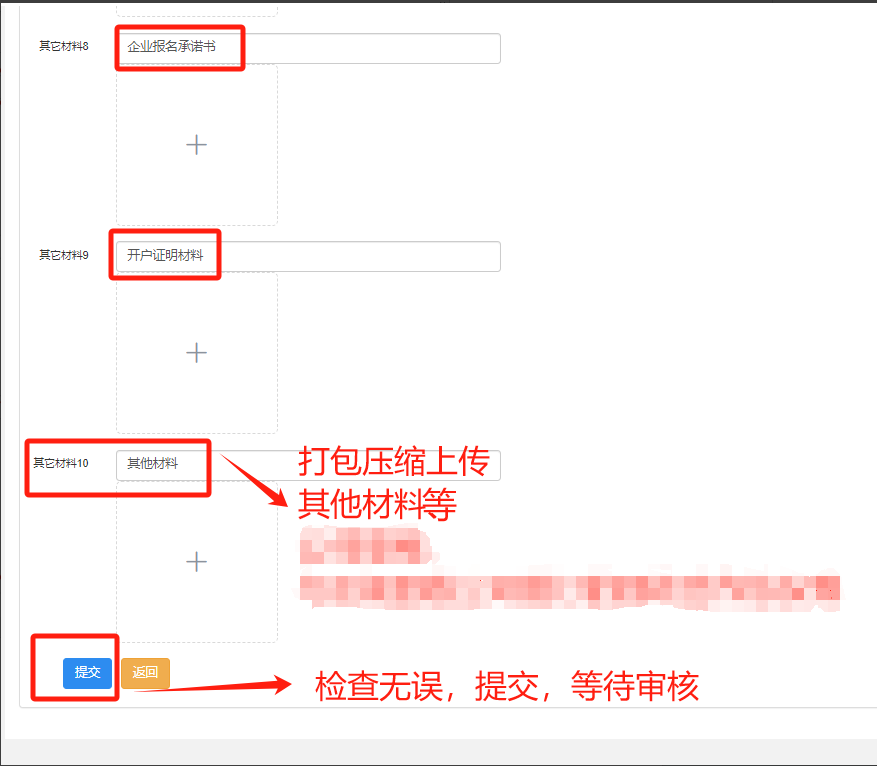 其它材料8 企业报名承诺书
其它材料9 开户证明材料
其它材料10 其他材料
打包压缩上传
其他材料等
提交 返回
检查无误，提交，等待审核